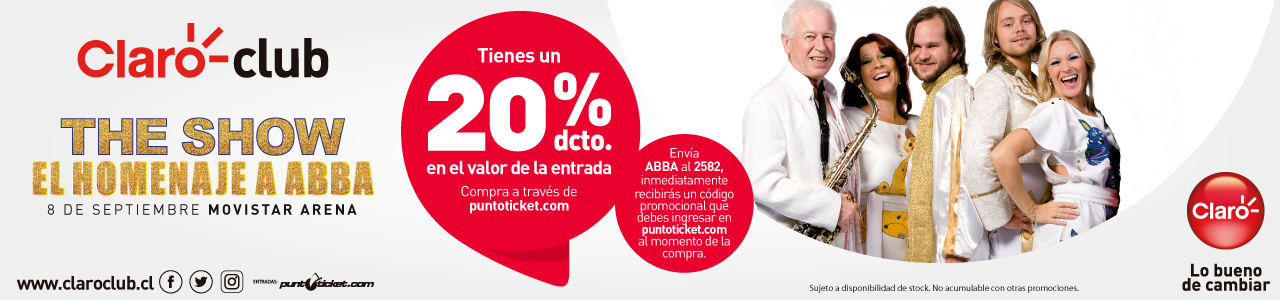 Claro-club
THE SHOW
EL HOMENAJE A ABBA
8 DE SEPTIEMBRE MOVISTAR ARENA
www.claroclub.cl
ENTRADAS:
puntoticket.com
Tienes un
20%
dcto.
en el valor de la entrada
Compra a través de
puntoticket.com
Envía
ABBA al 2582,
inmediatamente
recibirás un código
promocional que
debes ingresar en
puntoticket.com
al momento de la
compra.
Claro-
Lo bueno
de cambiar
Sujeto a disponibilidad de stock. No acumulable con otras promociones.